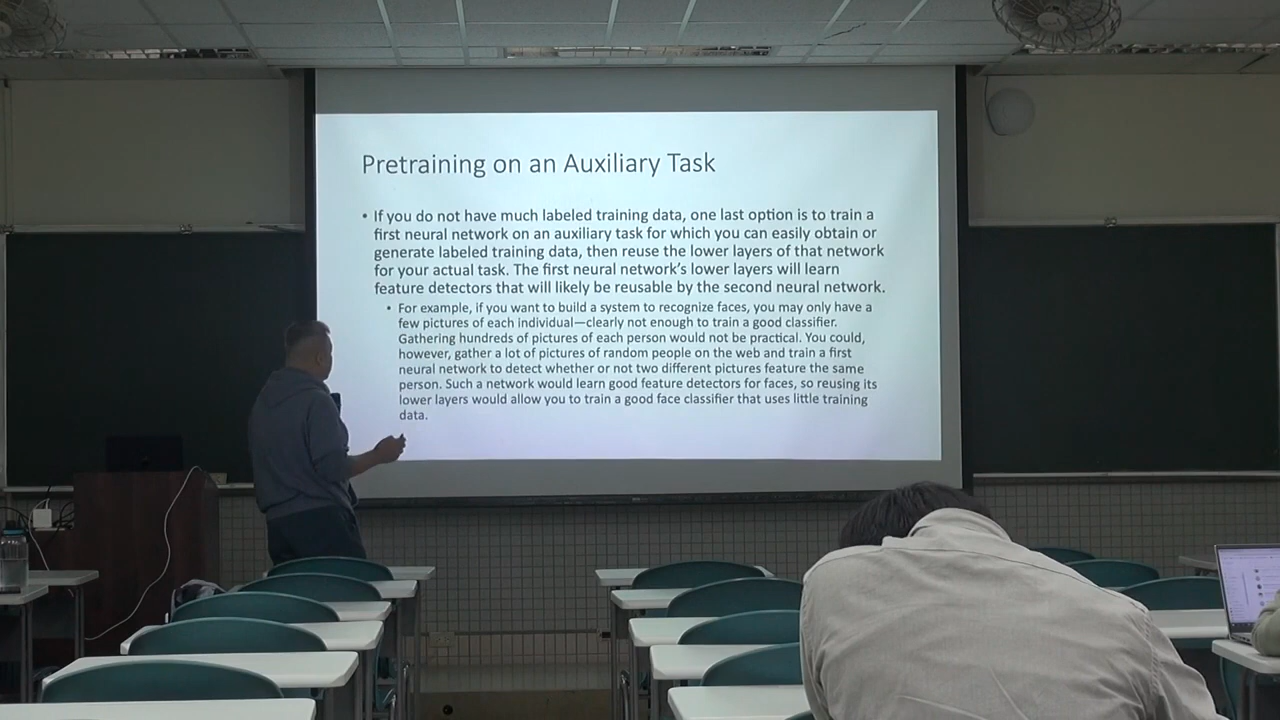 Pretraining on an Auxiliary Task
• If you do not have much labeled training data, one last option is to train a
first neural network on an auxiliary task for which you can easily obtain or
generate labeled training data, then reuse the lower layers of that network
for your actual task. The first neural network's lower layers will learn
feature detectors that will likely be reusable by the second neural network.
• For example, if you want to build a system to recognize faces, you may only have a
few pictures of each individual—clearly not enough to train a good classifier.
Gathering hundreds of pictures of each person would not be practical. You could,
however, gather a lot of pictures of random people on the web and train a first
neural network to detect whether or not two different pictures feature the same
person. Such a network would learn good feature detectors for faces, so reusing its
lower layers would allow you to train a good face classifier that uses little training
data.